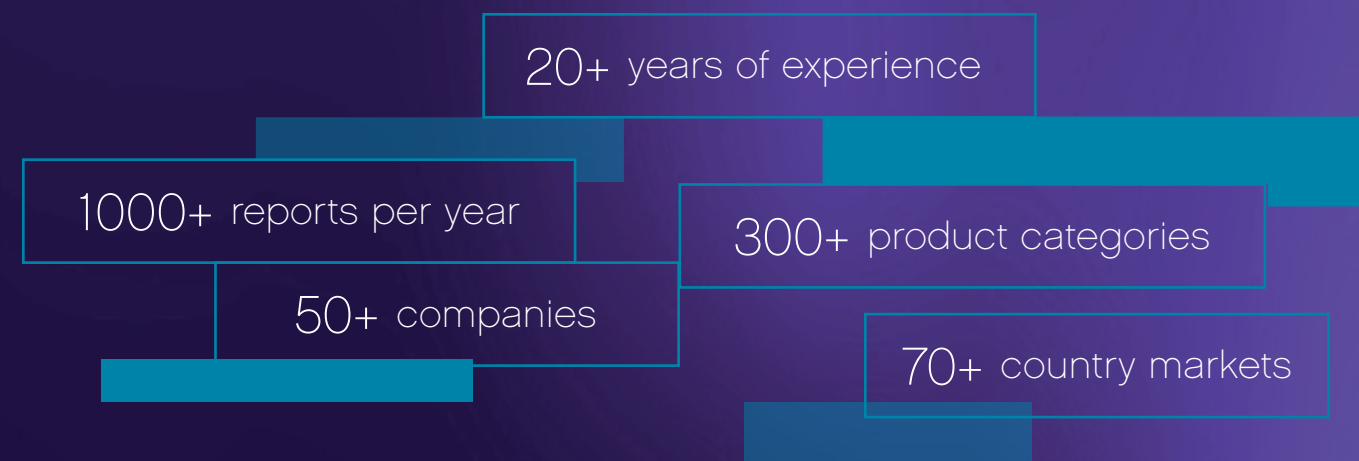 20+ years of experience
1000+ reports per year
300+ product categories
50+ companies
70+ country markets